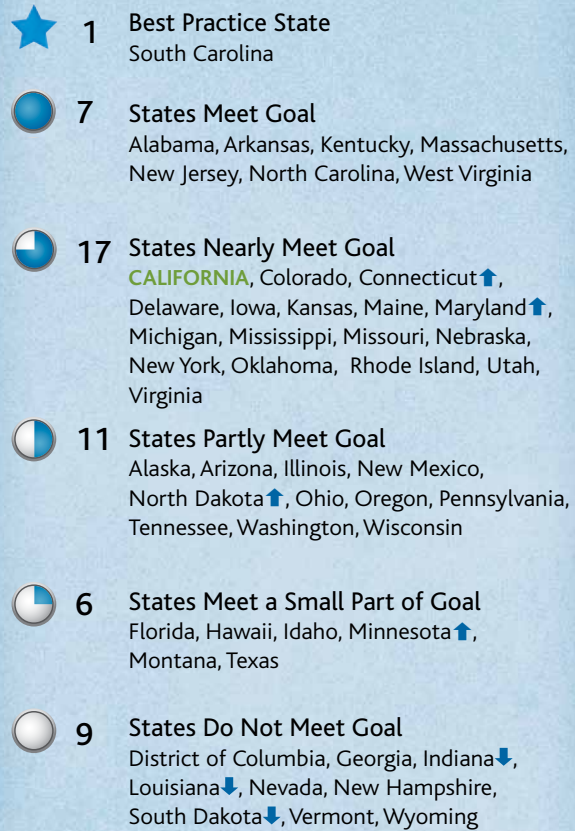 1 Best Practice State
South Carolina
7 States Meet Goal
Alabama, Arkansas, Kentucky, Massachusetts,
New Jersey, North Carolina, West Virginia
17 States Nearly Meet Goal
CALIFORNIA, Colorado, Connecticut⬆,
Delaware, Iowa, Kansas, Maine, Maryland⬆,
Michigan, Mississippi, Missouri, Nebraska,
New York, Oklahoma, Rhode Island, Utah,
Virginia
11 States Partly Meet Goal
Alaska, Arizona, Illinois, New Mexico,
North Dakota⬆, Ohio, Oregon, Pennsylvania,
Tennessee, Washington, Wisconsin
6 States Meet a Small Part of Goal
Florida, Hawaii, Idaho, Minnesota⬆,
Montana, Texas
9 States Do Not Meet Goal
District of Columbia, Georgia, Indiana⬇,
Louisiana⬇, Nevada, New Hampshire,
South Dakota⬇, Vermont, Wyoming